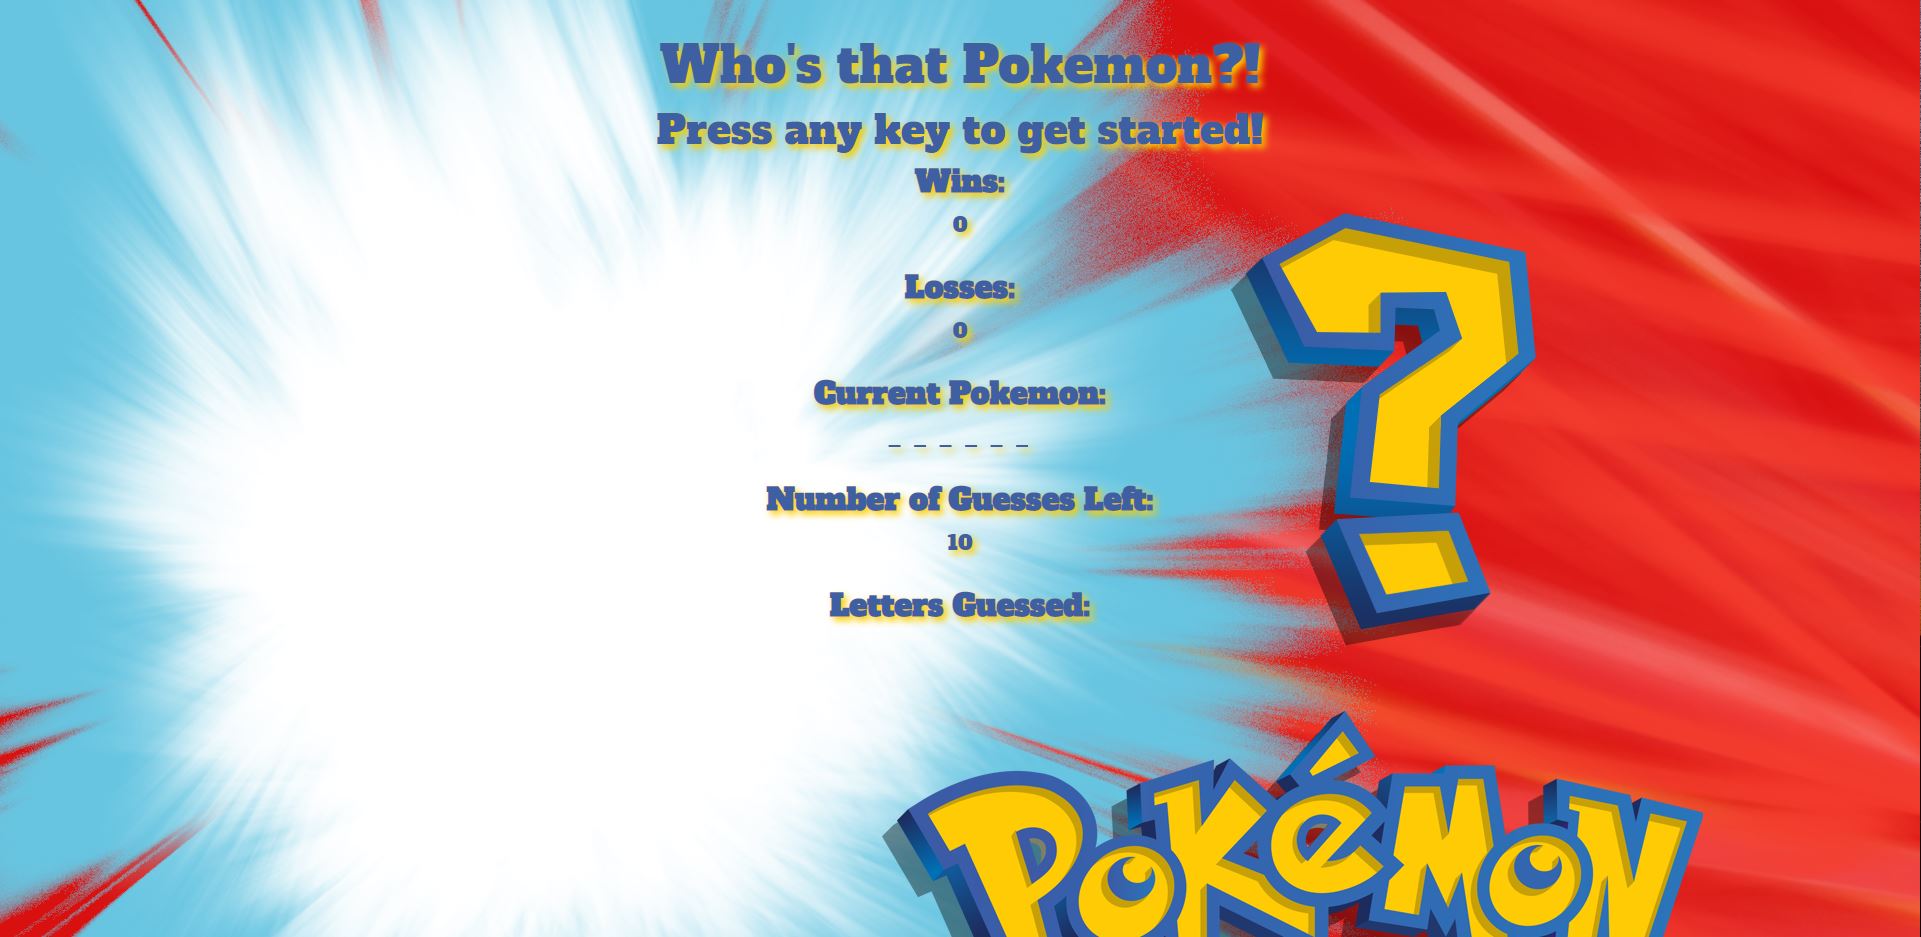 Who's that Pokemon?!
Press any key to get started!
Wins:
0
Losses:
0
Current Pokemon:
_ _ _ _ _ _
Number of Guesses Left:
10
Letters Guessed:
?
POKéMON